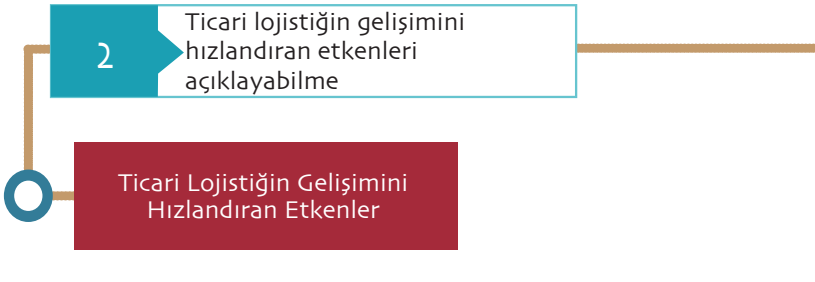 2
Ticari lojistiğin gelişimini
hızlandıran etkenleri
açıklayabilme
Ticari Lojistiğin Gelişimini
Hızlandıran Etkenler